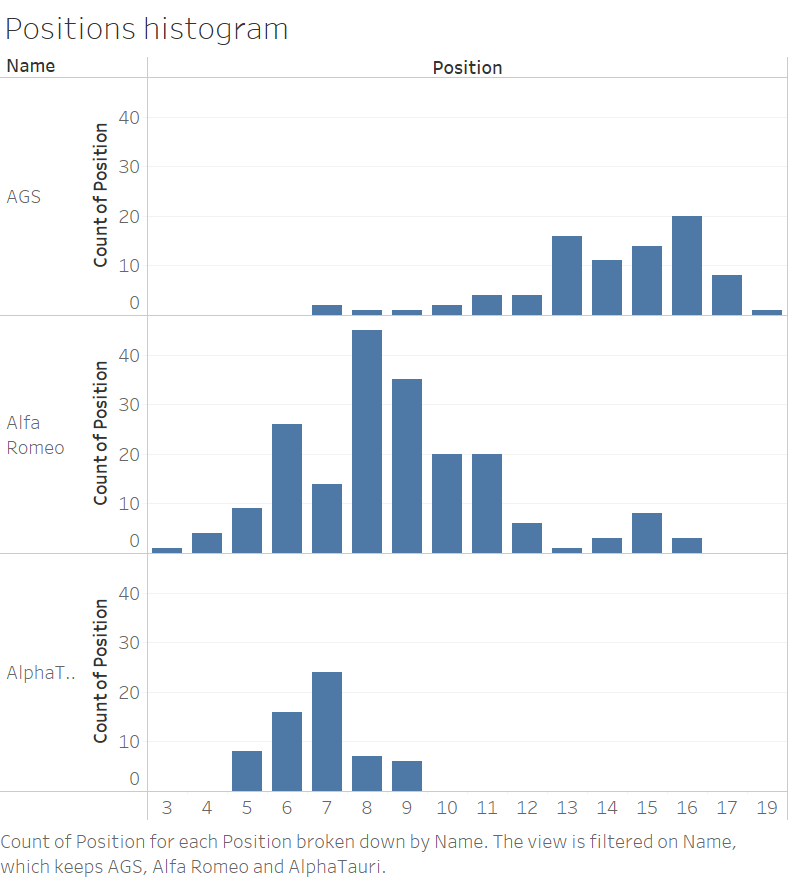 Positions histogram
Name
Position
AGS
Count of Position
40
30
20
10
0
Alfa
Romeo
Count of Position
40
30
20
10
0
AlphaT..
Count of Position
40
30
20
10
0
3 4 5 6 7 8 9 10 11 12 13 14 15 16 17 19
Count of Position for each Position broken down by Name. The view is filtered on Name,
which keeps AGS, Alfa Romeo and AlphaTauri.